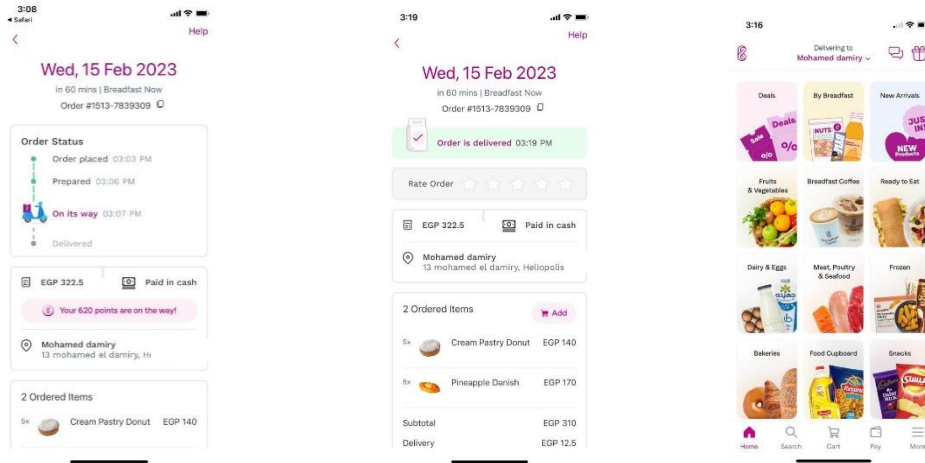 3:08
Safari
Help
Wed, 15 Feb 2023
in 60 mins | Breadfast Now
Order #1513-7839309
Order Status
Order placed 03:03 PM
Prepared 03:06 PM
On its way 03:07 PM
Delivered
EGP 322.5
Paid in cash
Your 620 points are on the way!
Mohamed damiry
13 mohamed el damiry, H
2 Ordered Items
5x Cream Pastry Donut EGP 140
3:19
Help
Wed, 15 Feb 2023
in 60 mins | Breadfast Now
Order #1513-7839309
Order is delivered 03:19 PM
Rate Order
EGP 322.5
Paid in cash
Mohamed damiry
13 mohamed el damiry, Heliopolis
2 Ordered Items
Add
5x Cream Pastry Donut EGP 140
5x Pineapple Danish EGP 170
Subtotal EGP 310
Delivery EGP 12.5
3:16
Delivering to
Mohamed damiry
Deals
By Breadfast
New Arrivals
Sale
Deals
%
NUTS
JUS
IN
NEW
Products
Fruits
& Vegetables
Breadfast Coffee
Ready to Eat
Dairy & Eggs
Meat, Poultry
& Seafood
Frozen
جهينه
Bakeries
Food Cupboard
Snacks
Home
Search
Cart
Pay
More